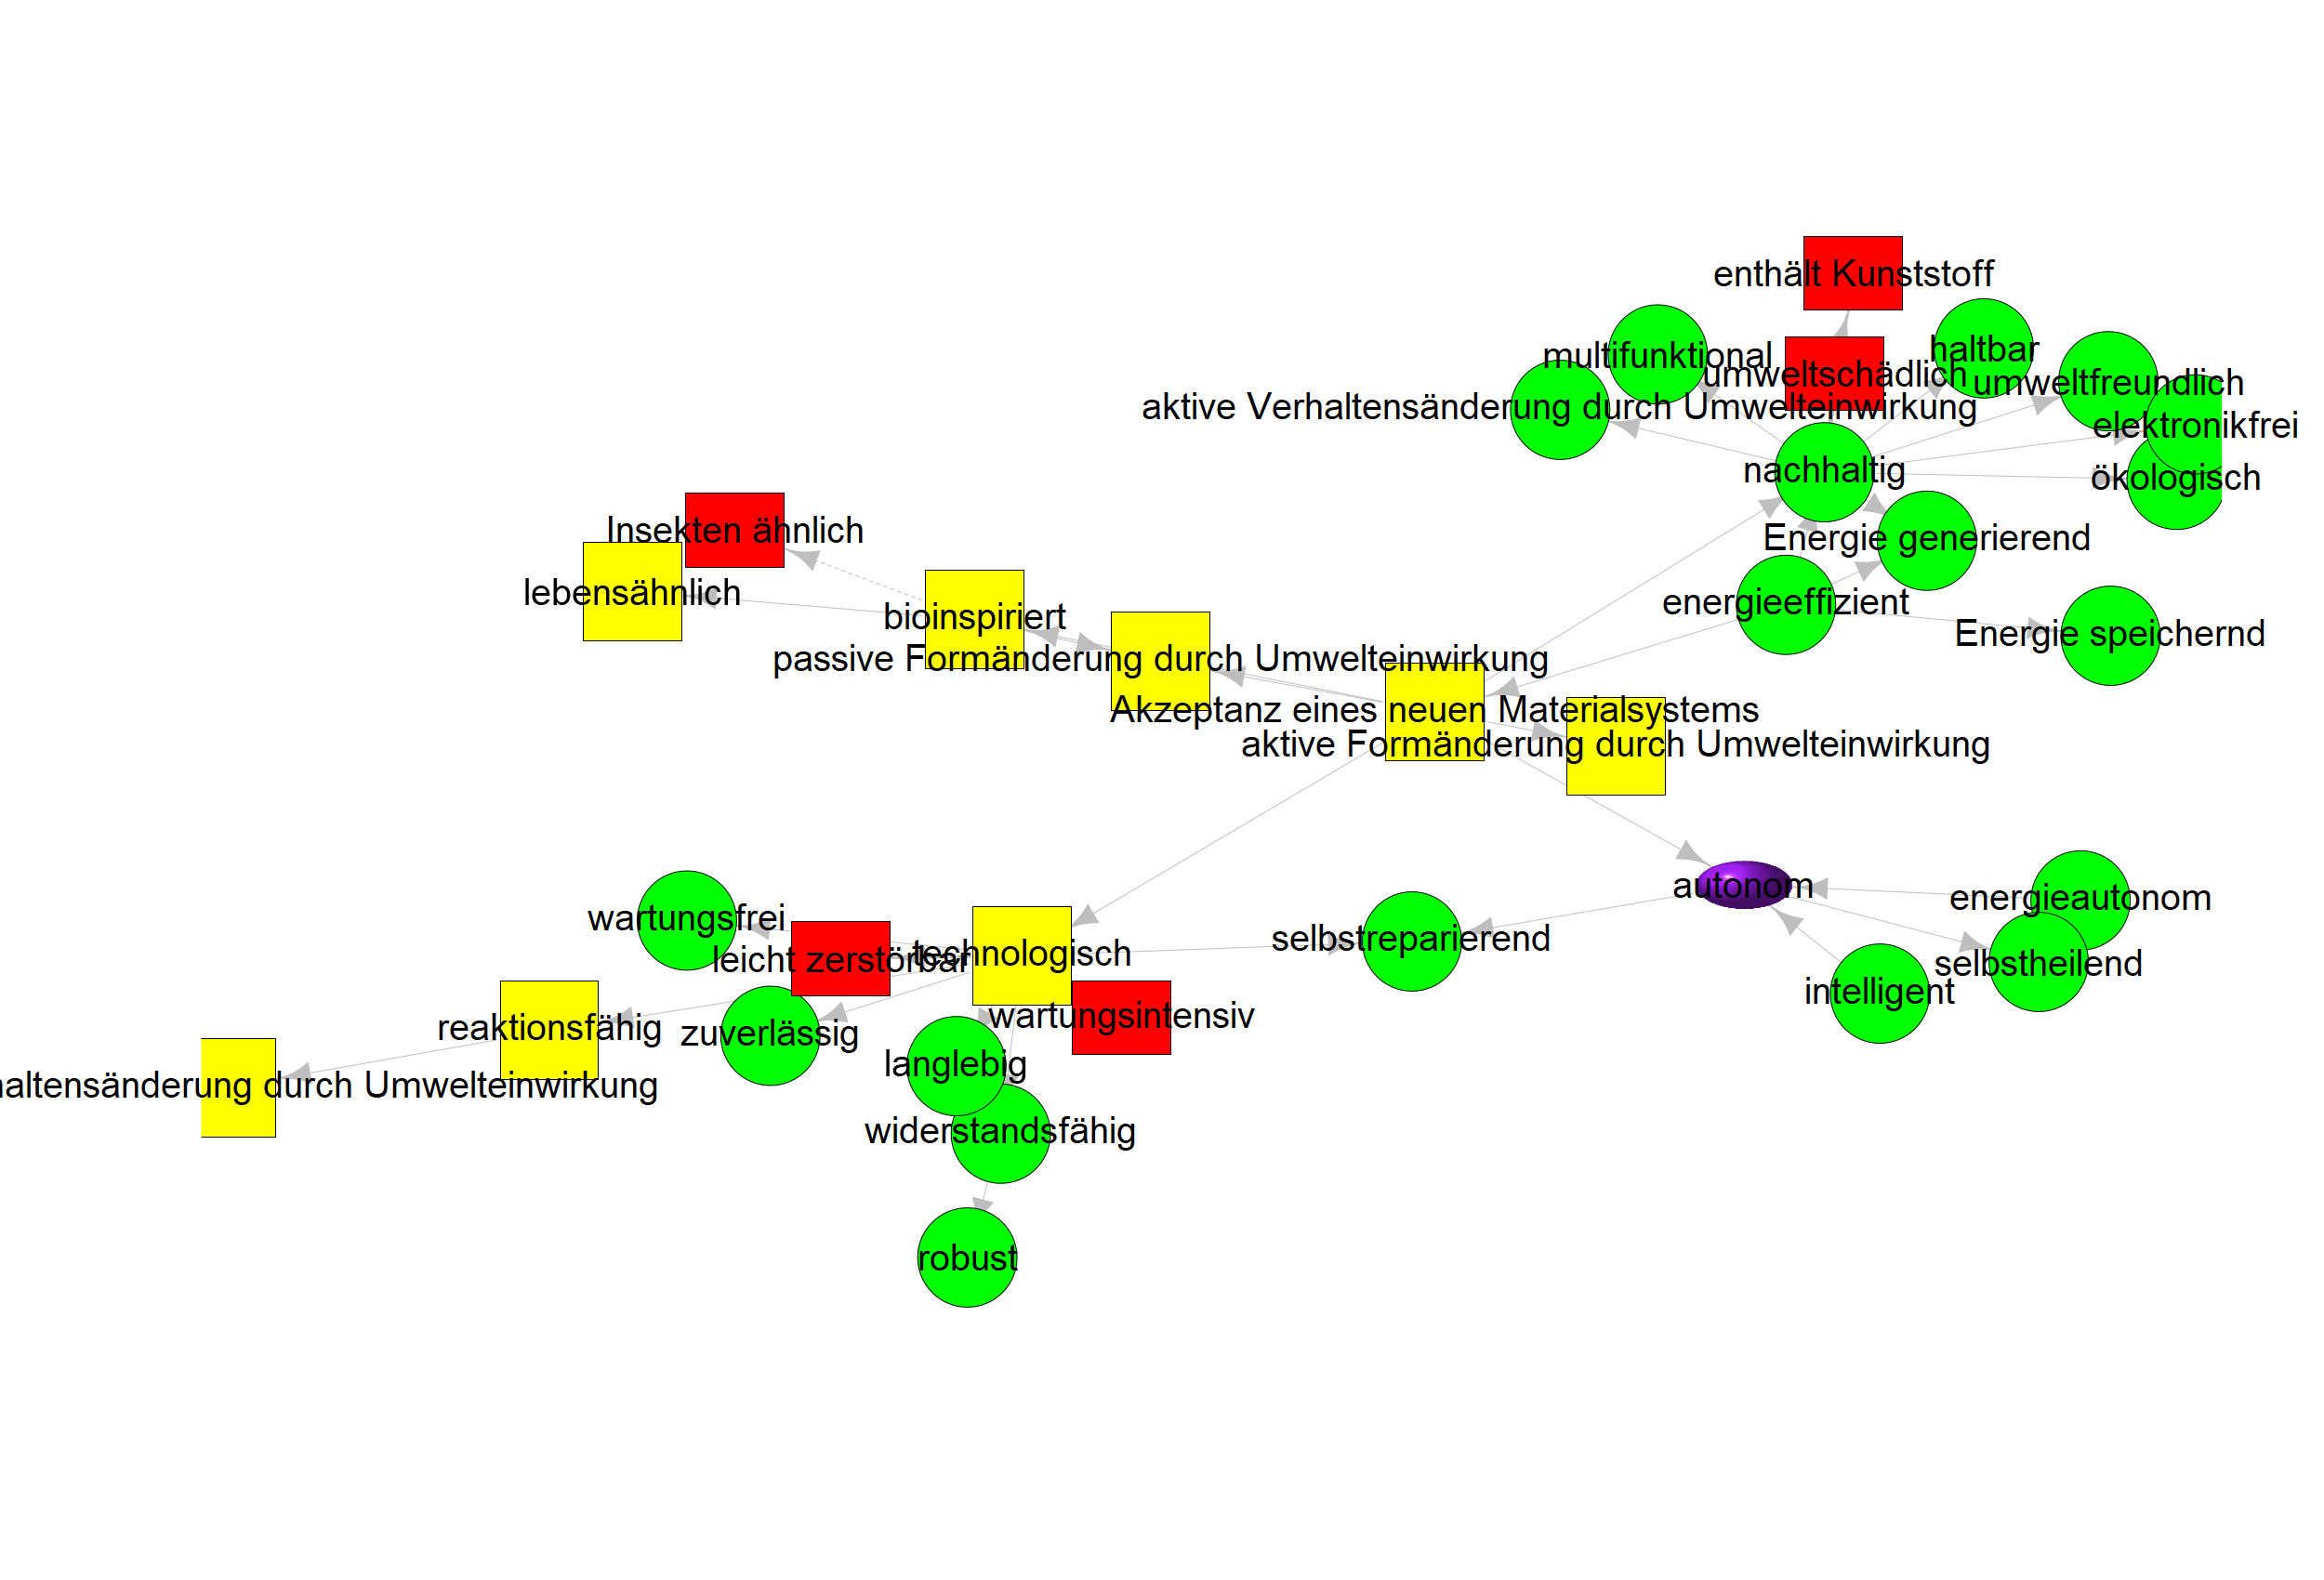 enthält Kunststoff
multifunktional
haltbar
umweltschädlich
umweltfreundlich
aktive Verhaltensänderung durch Umwelteinwirkung
elektronikfrei
nachhaltig
ökologisch
Insekten ähnlich
Energie generierend
lebensähnlich
energieeffizient
bioinspiriert
Energie speichernd
passive Formänderung durch Umwelteinwirkung
Akzeptanz eines neuen Materialsystems
aktive Formänderung durch Umwelteinwirkung
autonom
energieautonom
wartungsfrei
selbstreparierend
technologisch
leicht zerstörbar
selbstheilend
intelligent
wartungsintensiv
reaktionsfähig
zuverlässig
langlebig
haltensänderung durch Umwelteinwirkung
widerstandsfähig
robust